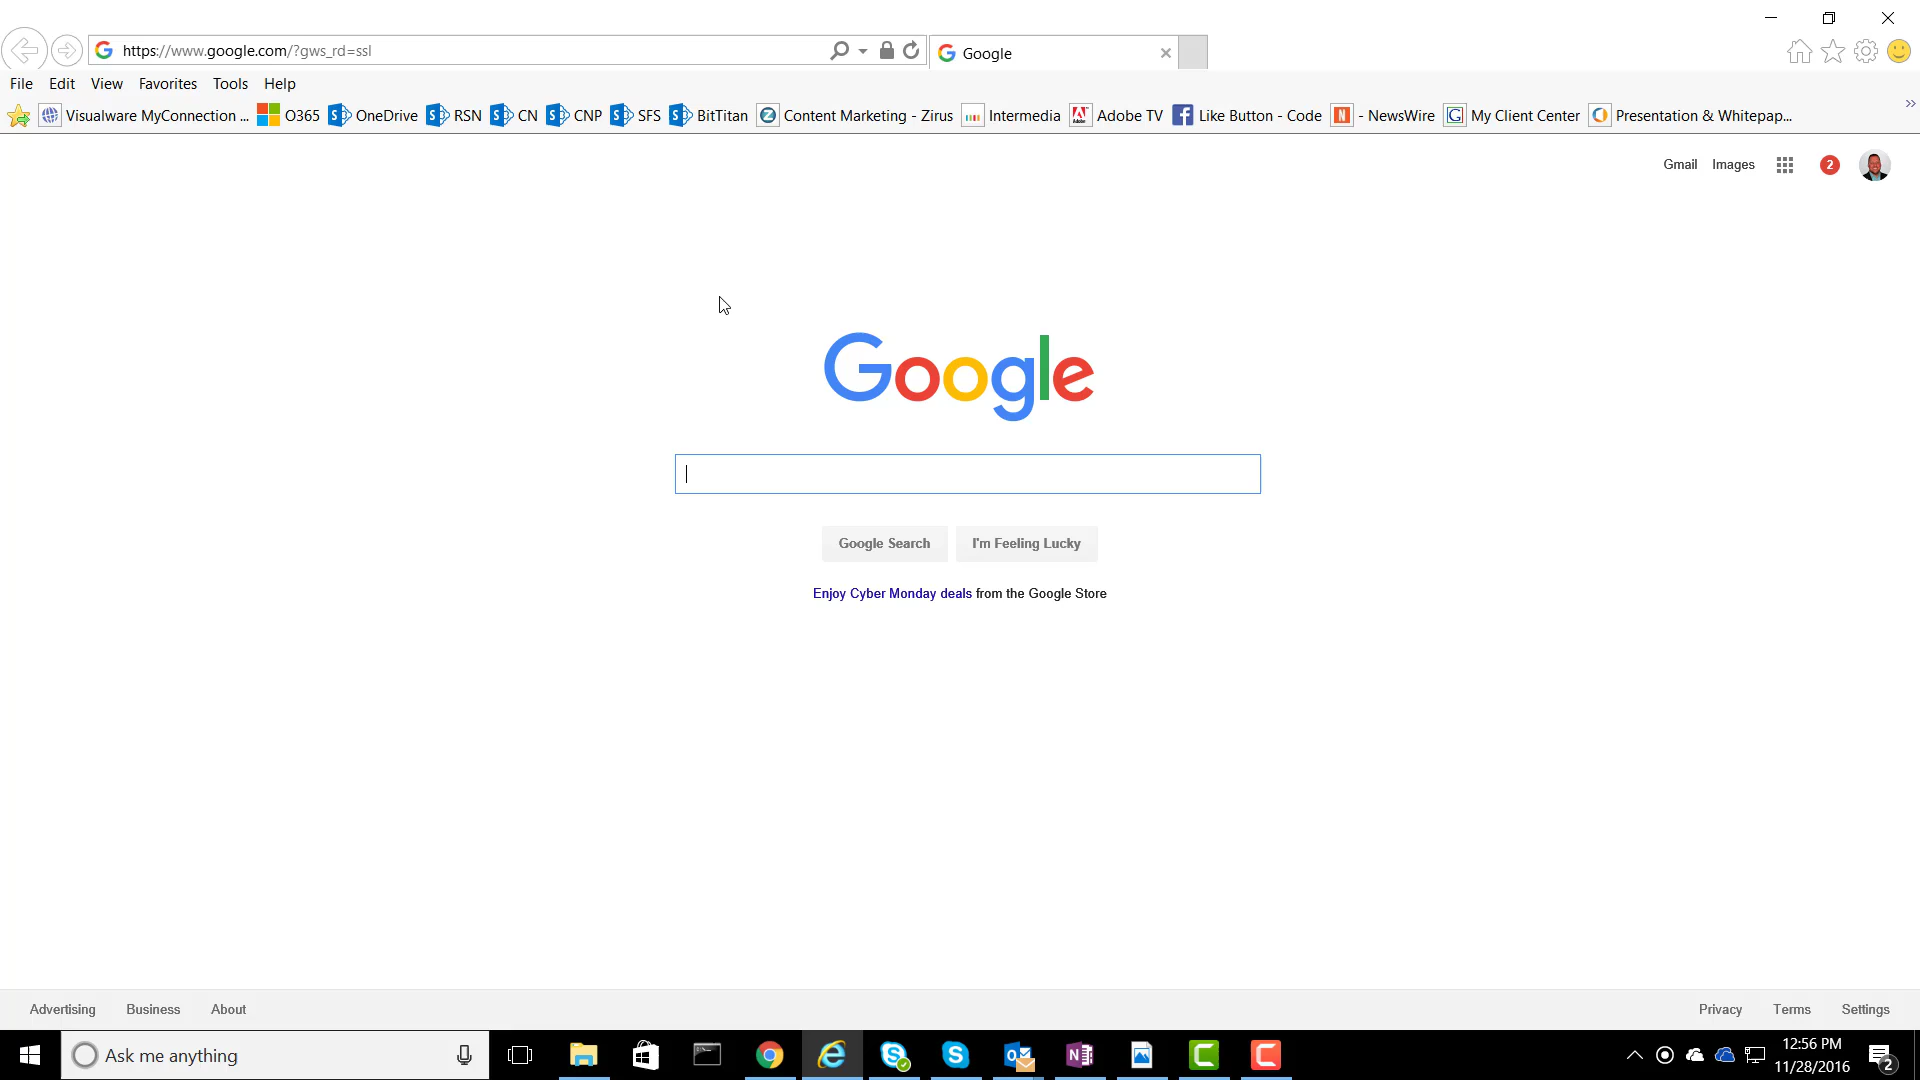 https://www.google.com/?gws_rd=ssl
Google
File Edit View Favorites Tools Help
Visualware MyConnection ... O365 OneDrive RSN CN CNP SFS BitTitan Content Marketing - Zirus Intermedia Adobe TV Like Button - Code - NewsWire My Client Center Presentation & Whitepap...
Gmail Images 2
Google
Google Search I'm Feeling Lucky
Enjoy Cyber Monday deals from the Google Store
Advertising Business About Privacy Terms Settings
Ask me anything
12:56 PM
11/28/2016
2